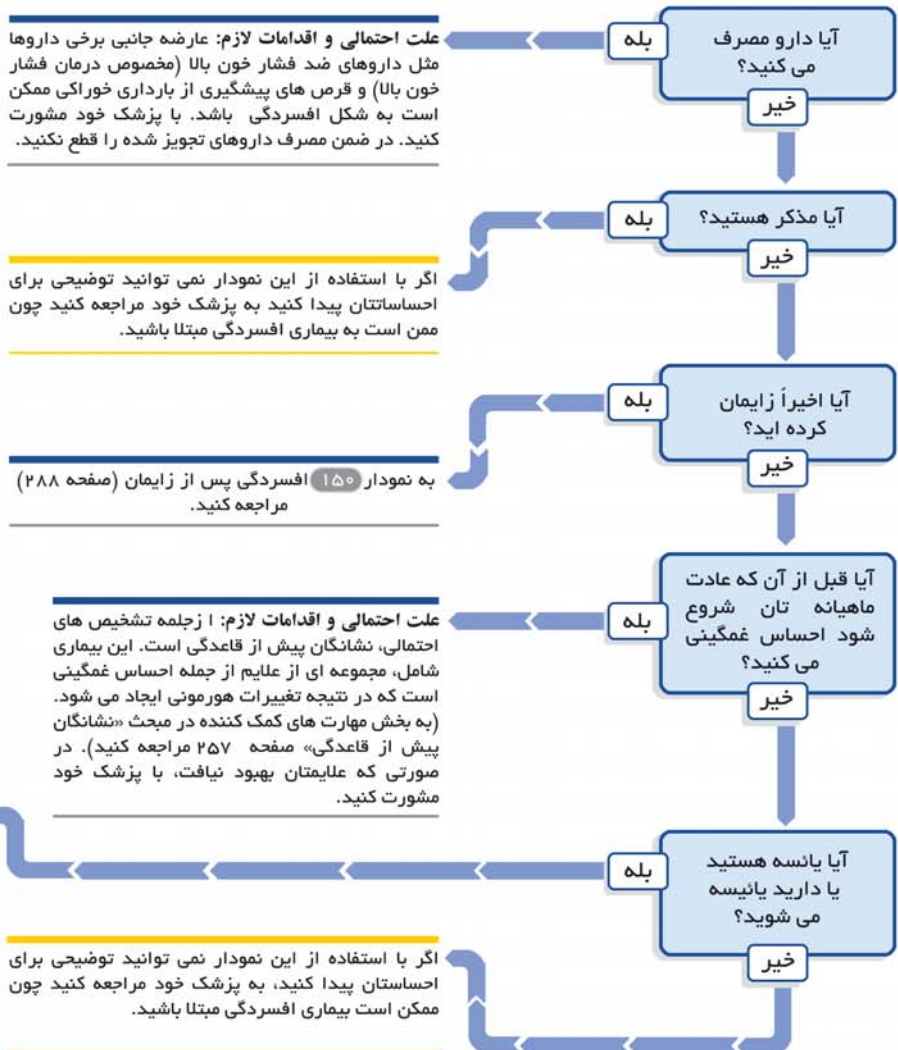 آیا دارو مصرف
می کنید؟
بله
خیر
علت احتمالی و اقدامات لازم: عارضه جانبی برخی داروها
مثل داروهای ضد فشار خون بالا (مخصوص درمان فشار
خون بالا) و قرص های پیشگیری از بارداری خوراکی ممکن
است به شکل افسردگی باشد. با پزشک خود مشورت
کنید. در ضمن مصرف داروهای تجویز شده را قطع نکنید.
آیا مذکر هستید؟
بله
خیر
اگر با استفاده از این نمودار نمی توانید توضیحی برای
احساساتتان پیدا کنید به پزشک خود مراجعه کنید چون
ممن است به بیماری افسردگی مبتلا باشید.
آیا اخیراً زایمان
کرده اید؟
بله
خیر
به نمودار ۱۵۰ افسردگی پس از زایمان (صفحه ۲۸۸)
مراجعه کنید.
آیا قبل از آن که عادت
ماهیانه تان شروع
شود احساس غمگینی
می کنید؟
بله
خیر
علت احتمالی و اقدامات لازم: ا زجلمه تشخیص های
احتمالی، نشانگان پیش از قاعدگی است. این بیماری
شامل، مجموعه ای از علایم از جمله احساس غمگینی
است که در نتیجه تغییرات هورمونی ایجاد می شود.
(به بخش مهارت های کمک کننده در مبحث «نشانگان
پیش از قاعدگی» صفحه ۲۵۷ مراجعه کنید). در
صورتی که علایمتان بهبود نیافت، با پزشک خود
مشورت کنید.
آیا یائسه هستید
یا دارید یائیسه
می شوید؟
بله
خیر
اگر با استفاده از این نمودار نمی توانید توضیحی برای
احساستان پیدا کنید، به پزشک خود مراجعه کنید چون
ممکن است بیماری افسردگی مبتلا باشید.